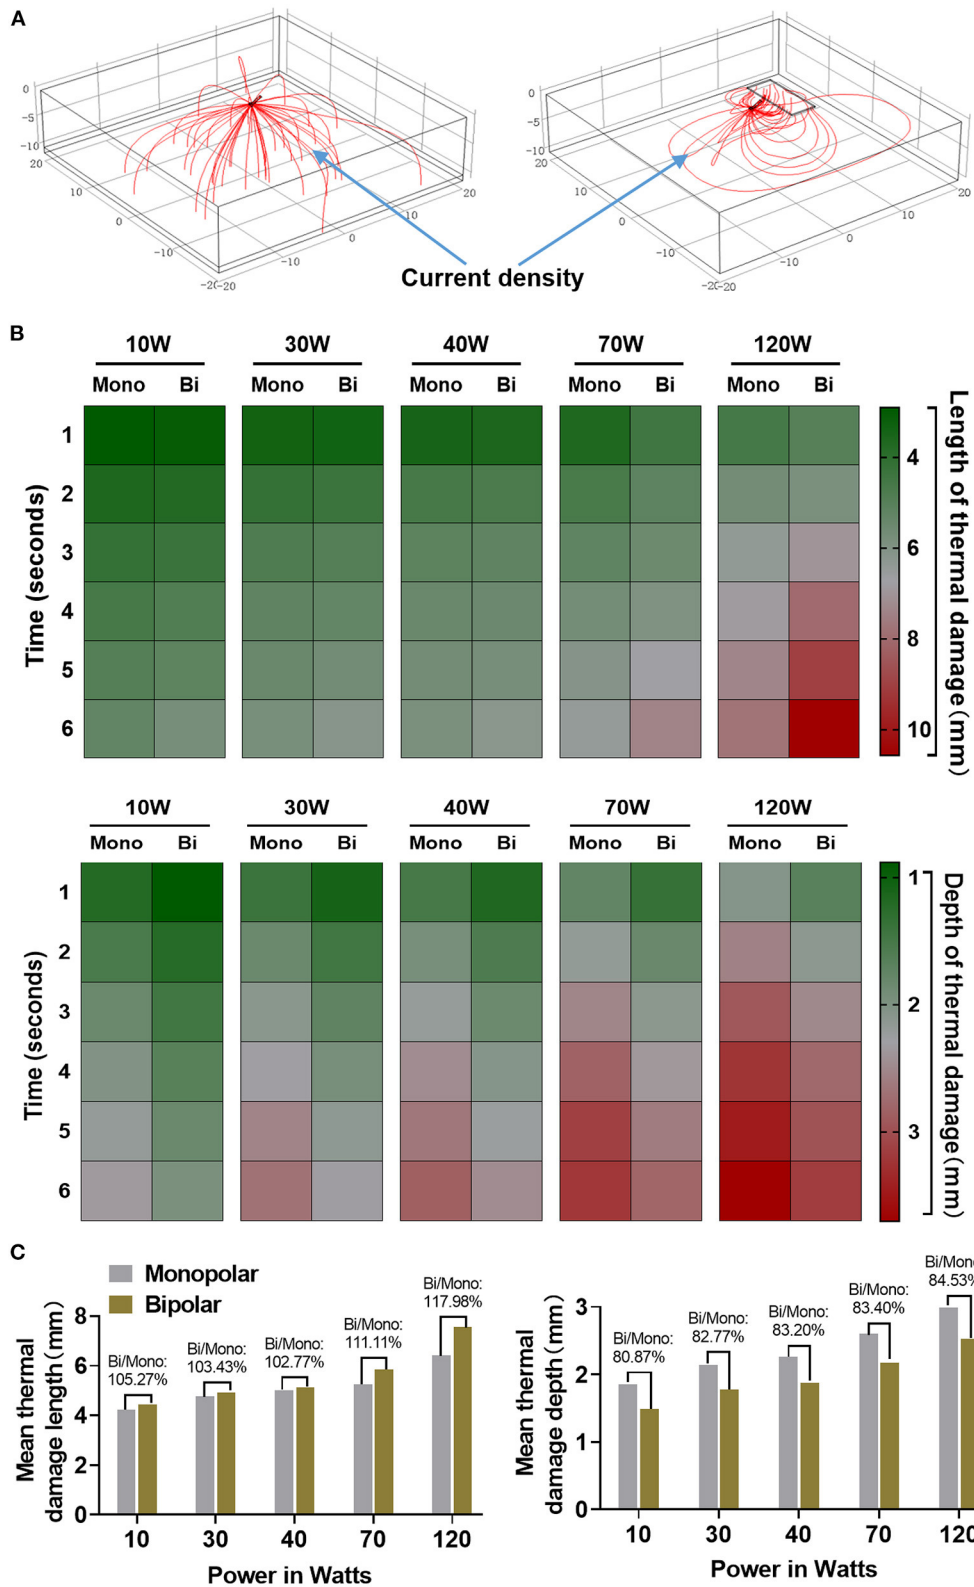 A
0
-5
-10
20
10
0
-10
-20
-20
-10
0
10
20
0
-5
-10
20
10
0
-10
-20
-20
-10
0
10
20
Current density
B
10W 30W 40W 70W 120W
Mono Bi Mono Bi Mono Bi Mono Bi Mono Bi
Time (seconds)
1
2
3
4
5
6
4
6
8
10
Length of thermal damage (mm)
10W 30W 40W 70W 120W
Mono Bi Mono Bi Mono Bi Mono Bi Mono Bi
Time (seconds)
1
2
3
4
5
6
1
2
3
Depth of thermal damage (mm)
C
Monopolar
Bipolar
Mean thermal
damage length (mm)
8
6
4
2
0
Bi/Mono:
105.27%
Bi/Mono:
103.43%
Bi/Mono:
102.77%
Bi/Mono:
111.11%
Bi/Mono:
117.98%
10 30 40 70 120
Power in Watts
Mean thermal
damage depth (mm)
3
2
1
0
Bi/Mono:
80.87%
Bi/Mono:
82.77%
Bi/Mono:
83.20%
Bi/Mono:
83.40%
Bi/Mono
84.53%
10 30 40 70 120
Power in Watts